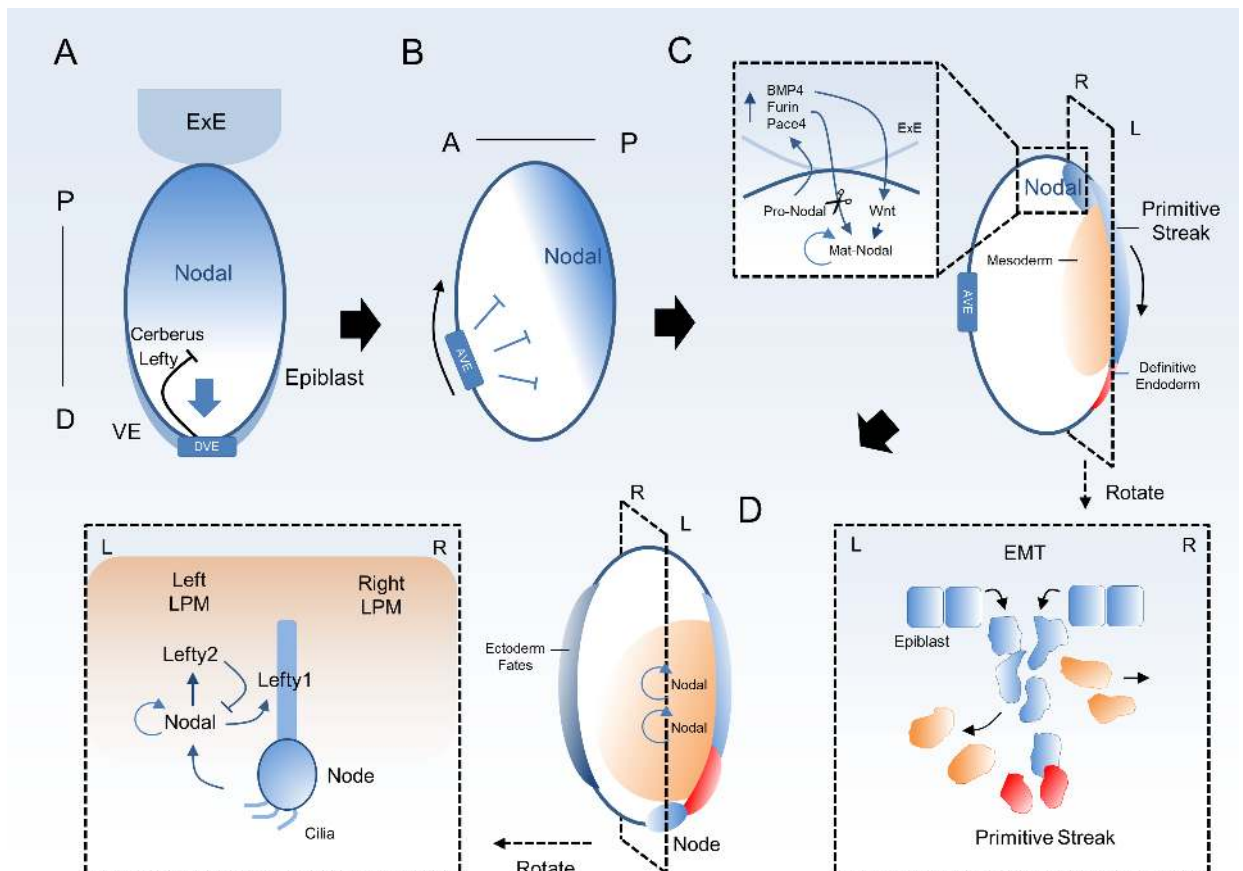 A
ExE
P
Nodal
Cerberus
Lefty
Epiblast
D
VE
DVE
B
A
P
Nodal
AVE
C
BMP4
Furin
Pace4
ExE
Pro-Nodal
Wnt
Mat-Nodal
R
L
Nodal
Primitive
Streak
Mesoderm
AVE
Definitive
Endoderm
Rotate
D
R
L
Ectoderm
Fates
Nodal
Nodal
Node
Rotate
L
R
Left
LPM
Right
LPM
Lefty2
Lefty1
Nodal
Node
Cilia
L
R
EMT
Epiblast
Primitive Streak